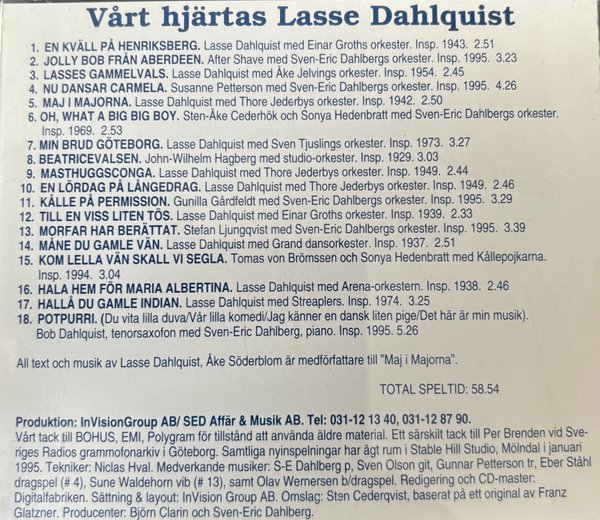 Vårt hjärtas Lasse Dahlquist
1. EN KVÄLL PÅ HENRIKSBERG. Lasse Dahlquist med Einar Groths orkester. Insp. 1943. 2.51
2. JOLLY BOB FRÅN ABERDEEN. After Shave med Sven-Eric Dahlbergs orkester. Insp. 1995. 3.23
3. LASSES GAMMELVALS. Lasse Dahlquist med Åke Jelvings orkester. Insp. 1954. 2.45
4. NU DANSAR CARMELA. Susanne Petterson med Sven-Eric Dahlbergs orkester. Insp. 1995. 4.26
5. MAJ I MAJORNA. Lasse Dahlquist med Thore Jederbys orkester. Insp. 1942. 2.50
6. OH, WHAT A BIG BIG BOY. Sten-Åke Cederhök och Sonya Hedenbratt med Sven-Eric Dahlbergs orkester.
Insp. 1969. 2.53
7. MIN BRUD GÖTEBORG. Lasse Dahlquist med Sven Tjuslings orkester. Insp. 1973. 3.27
8. BEATRICEVALSEN. John-Wilhelm Hagberg med studio-orkester. Insp. 1929. 3.03
9. MASTHUGGSCONGA. Lasse Dahlquist med Thore Jederbys orkester. Insp. 1949. 2.44
10. EN LÖRDAG PÅ LÅNGEDRAG. Lasse Dahlquist med Thore Jederbys orkester. Insp. 1949. 2.46
11. KÅLLE PÅ PERMISSION. Gunilla Gårdfeldt med Sven-Eric Dahlbergs orkester. Insp. 1995. 3.29
12. TILL EN VISS LITEN TÖS. Lasse Dahlquist med Einar Groths orkester. Insp. 1939. 2.33
13. MORFAR HAR BERÄTTAT. Stefan Ljungqvist med Sven-Eric Dahlbergs orkester. Insp. 1995. 3.39
14. MÅNE DU GAMLE VÄN. Lasse Dahlquist med Grand dansorkester. Insp. 1937. 2.51
15. KOM LELLA VÄN SKALL VI SEGLA. Tomas von Brömssen och Sonya Hedenbratt med Kållepojkarna.
Insp. 1994. 3.04
16. HALA HEM FÖR MARIA ALBERTINA. Lasse Dahlquist med Arena-orkestern. Insp. 1938. 2.46
17. HALLÅ DU GAMLE INDIAN. Lasse Dahlquist med Streaplers. Insp. 1974. 3.25
18. POTPURRI. (Du vita lilla duva/Vår lilla komedi/Jag känner en dansk liten pige/Det här är min musik).
Bob Dahlquist, tenorsaxofon med Sven-Eric Dahlberg, piano. Insp. 1995. 5.26
All text och musik av Lasse Dahlquist, Åke Söderblom är medförfattare till "Maj i Majorna".
TOTAL SPELTID: 58.54
Produktion: InVisionGroup AB/ SED Affär & Musik AB. Tel: 031-12 13 40, 031-12 87 90.
Vårt tack till BOHUS, EMI, Polygram för tillstånd att använda äldre material. Ett särskilt tack till Per Brenden vid Sve-
riges Radios grammofonarkiv i Göteborg. Samtliga nyinspelningar har ägt rum i Stable Hill Studio, Mölndal i januari
1995. Tekniker: Niclas Hval. Medverkande musiker: S-E Dahlberg p, Sven Olson git, Gunnar Petterson tr, Eber Ståhl
dragspel (# 4), Sune Waldehorn vib (# 13), samt Olav Wernersen b/dragspel. Redigering och CD-master:
Digitalfabriken. Sättning & layout: InVision Group AB. Omslag: Sten Cederqvist, baserat på ett original av Franz
Glatzner. Producenter: Björn Clarin och Sven-Eric Dahlberg.